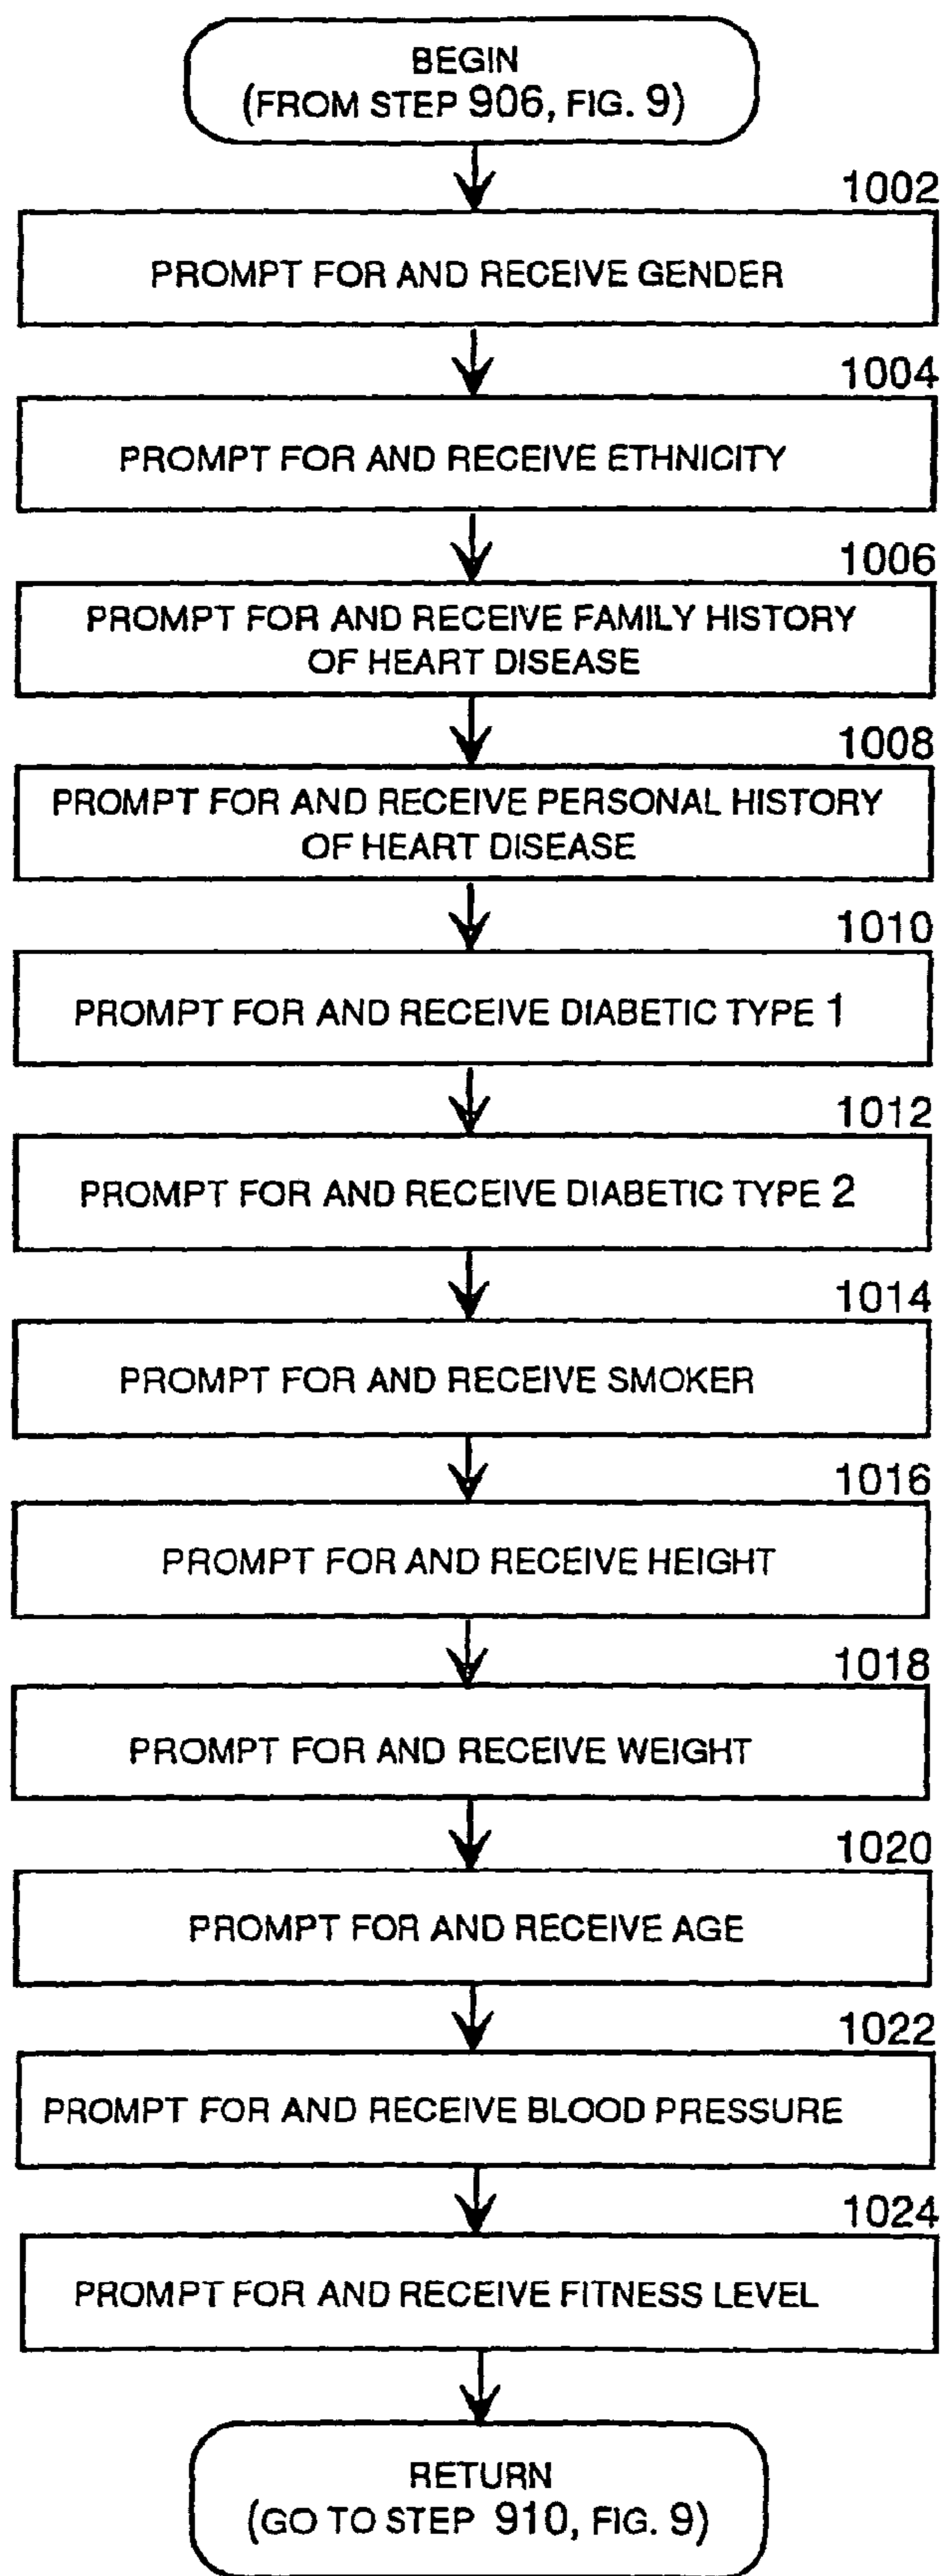 BEGIN
(FROM STEP 906, FIG. 9)
1002
PROMPT FOR AND RECEIVE GENDER
1004
PROMPT FOR AND RECEIVE ETHNICITY
1006
PROMPT FOR AND RECEIVE FAMILY HISTORY
OF HEART DISEASE
1008
PROMPT FOR AND RECEIVE PERSONAL HISTORY
OF HEART DISEASE
1010
PROMPT FOR AND RECEIVE DIABETIC TYPE 1
1012
PROMPT FOR AND RECEIVE DIABETIC TYPE 2
1014
PROMPT FOR AND RECEIVE SMOKER
1016
PROMPT FOR AND RECEIVE HEIGHT
1018
PROMPT FOR AND RECEIVE WEIGHT
1020
PROMPT FOR AND RECEIVE AGE
1022
PROMPT FOR AND RECEIVE BLOOD PRESSURE
1024
PROMPT FOR AND RECEIVE FITNESS LEVEL
RETURN
(GO TO STEP 910, FIG. 9)